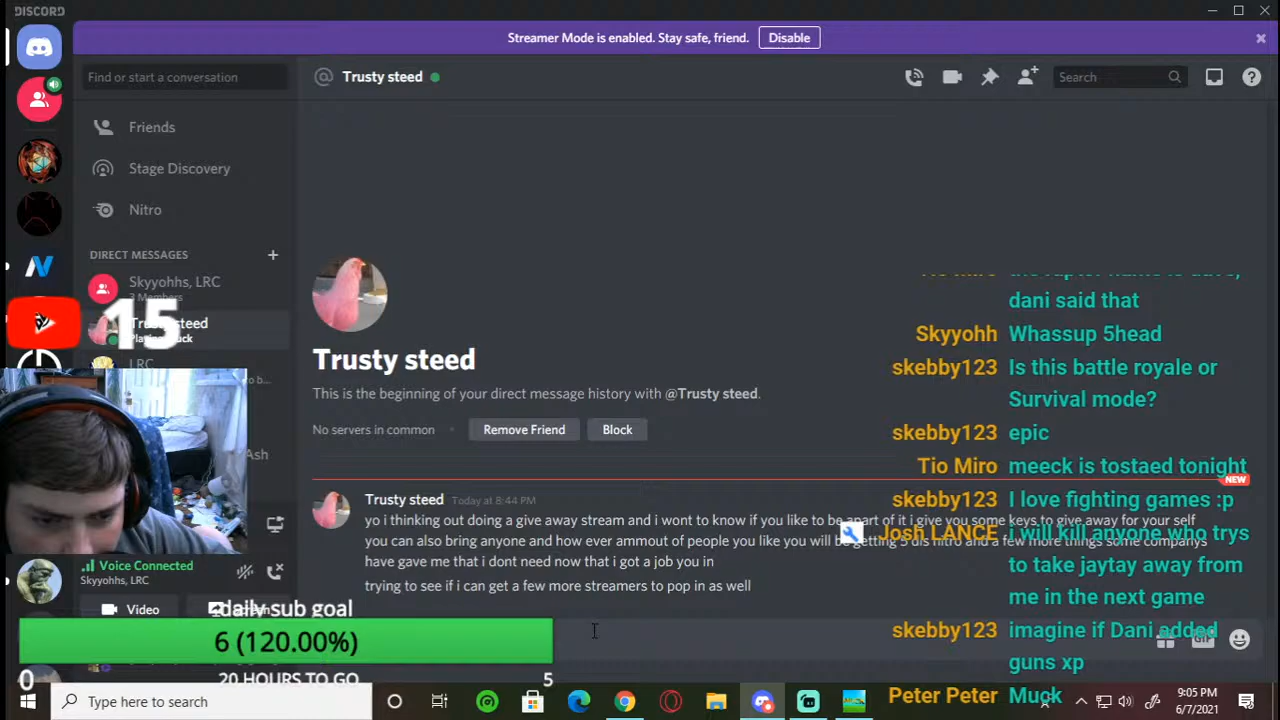 DISCORD
Streamer Mode is enabled. Stay safe, friend.
Disable
Find or start a conversation
Trusty steed
Search
Friends
Stage Discovery
Nitro
DIRECT MESSAGES
Skyyohhs, LRC
3 Members
15
LRC
Trusty steed
This is the beginning of your direct message history with @Trusty steed.
No servers in common
Remove Friend
Block
NEW
Trusty steed Today at 8:44 PM
yo i thinking out doing a give away stream and i wont to know if you like to be apart of it i give you some keys to give away for your self
you can also bring anyone and how ever ammout of people you like you will be getting 5 dis nitro and a few more things some companys
have gave me that i dont need now that i got a job you in
trying to see if i can get a few more streamers to pop in as well
dani said that
Skyyohh Whassup 5head
skebby123 Is this battle royale or
Survival mode?
skebby123 epic
Tio Miro meeck is tostaed tonight
skebby123 I love fighting games :p
Josh LANCE i will kill anyone who trys
to take jaytay away from
me in the next game
skebby123 imagine if Dani added
guns xp
Peter Peter Muck
Voice Connected
Skyyohhs, LRC
Video
daily sub goal
6 (120.00%)
0
20 HOURS TO GO
5
GIF
Type here to search
9:05 PM
6/7/2021